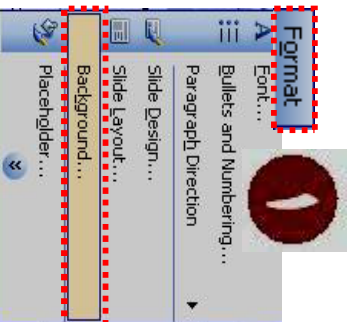 Format
Font...
Bullets and Numbering...
Paragraph Direction
Slide Design...
Slide Layout...
Background...
Placeholder...